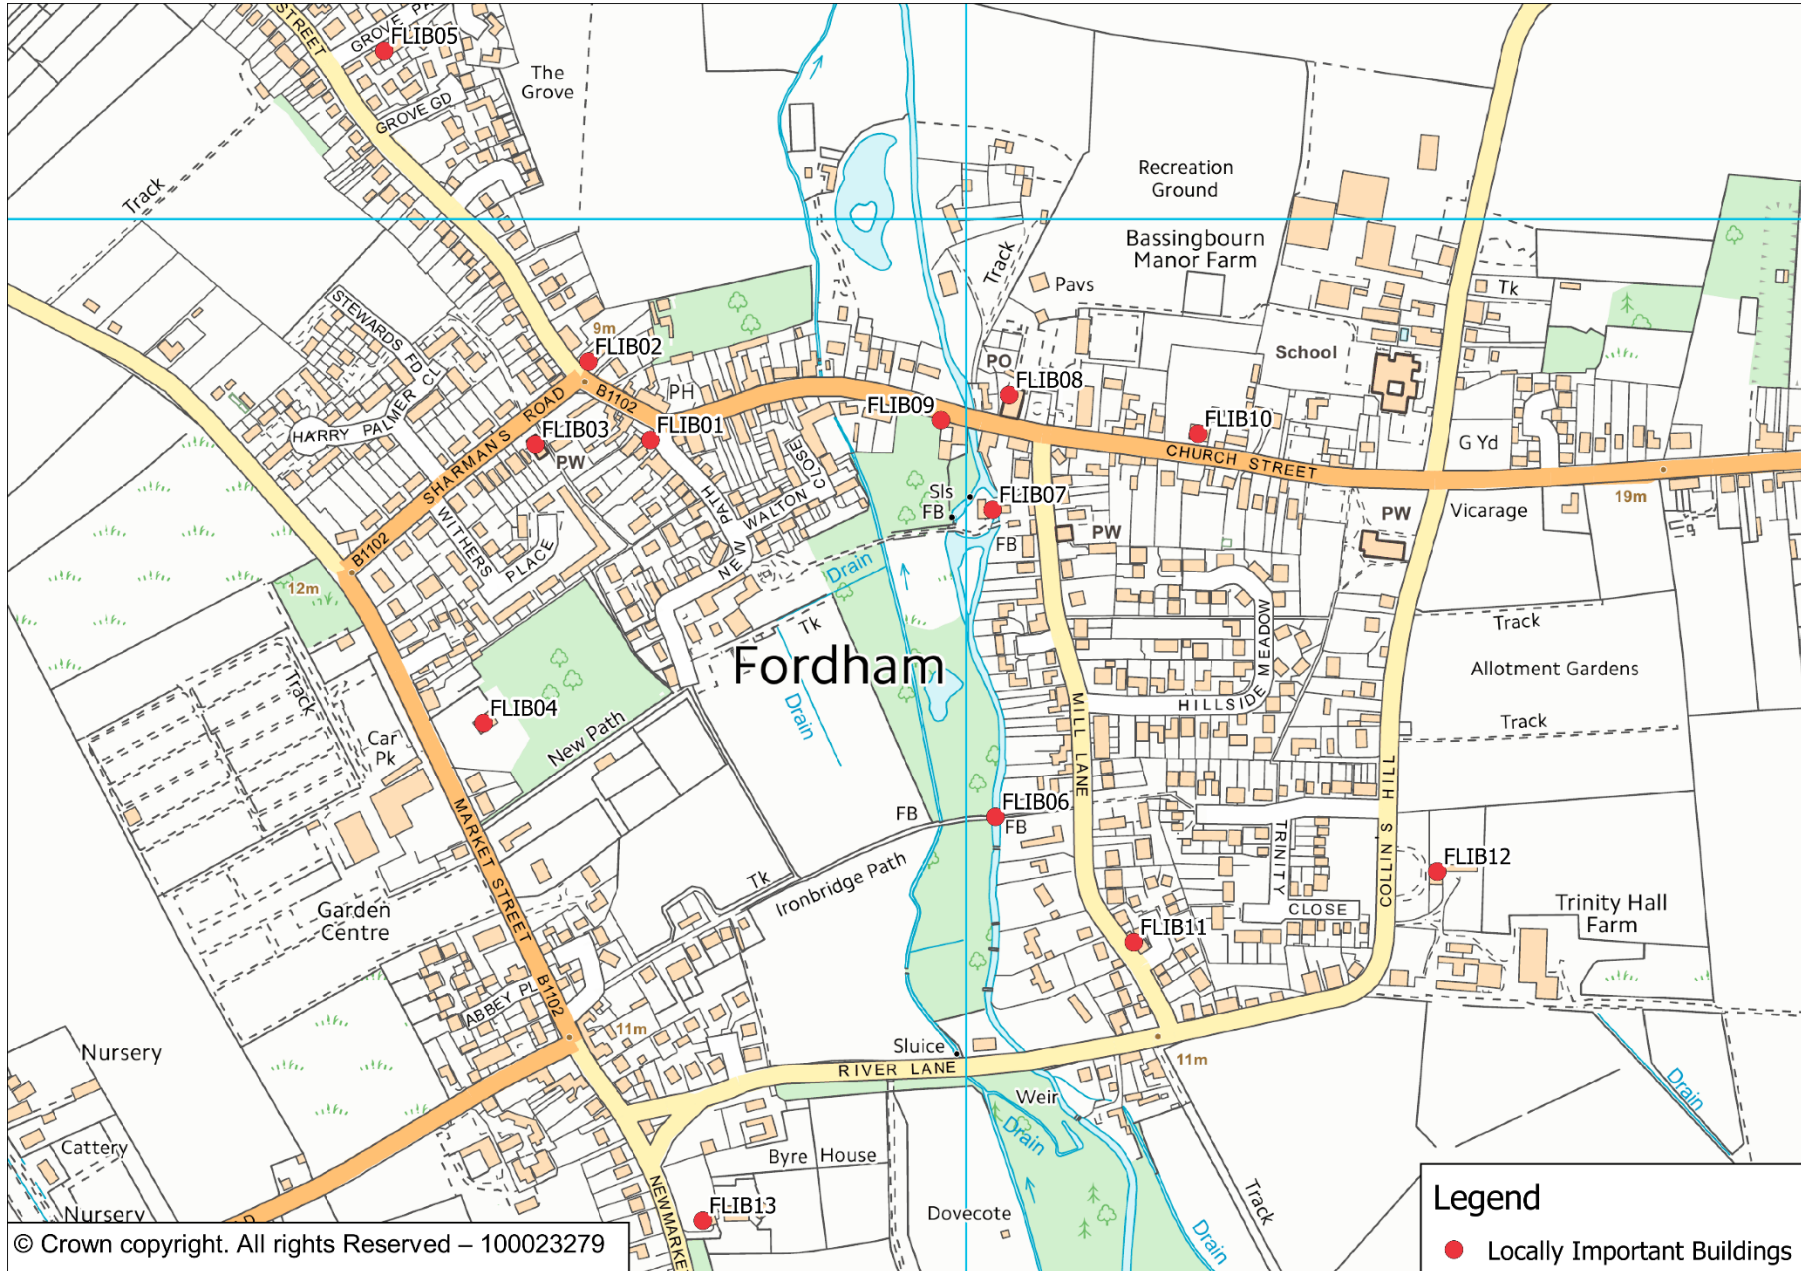 STREET
GROVE PA
FLIB05
The
Grove
GROVE GD
Track
Recreation
Ground
Bassingbourn
Manor Farm
Track
Pavs
Tk
STEWARDS FD CL
9m
FLIB02
PH
B1102
PO
FLIB08
School
HARRY PALMER
SHARMANS ROAD
FLIB03
PW
FLIB01
FLIB09
FLIB10
G Yd
CHURCH STREET
19m
Vicarage
NEW PATH
WALTON CLOSE
Sls
FB
FLIB07
FB
PW
PW
WITHERS PLACE
B1102
12m
Drain
Tk
Fordham
Drain
HILLSIDE MEADOW
Track
Allotment Gardens
Track
Track
FLIB04
New Path
Car
Pk
MILL LANE
COLLIN'S HILL
MARKET STREET
FB
FLIB06
FB
Ironbridge Path
Tk
TRINITY CLOSE
FLIB12
Trinity Hall
Farm
Garden
Centre
FLIB11
ABBEY PL
B1102
11m
Nursery
Sluice
RIVER LANE
11m
Weir
Drain
Drain
Cattery
Byre House
Nursery
NEWMARKE
FLIB13
Dovecote
Drain
Track
D
© Crown copyright. All rights Reserved – 100023279
Legend
Locally Important Buildings